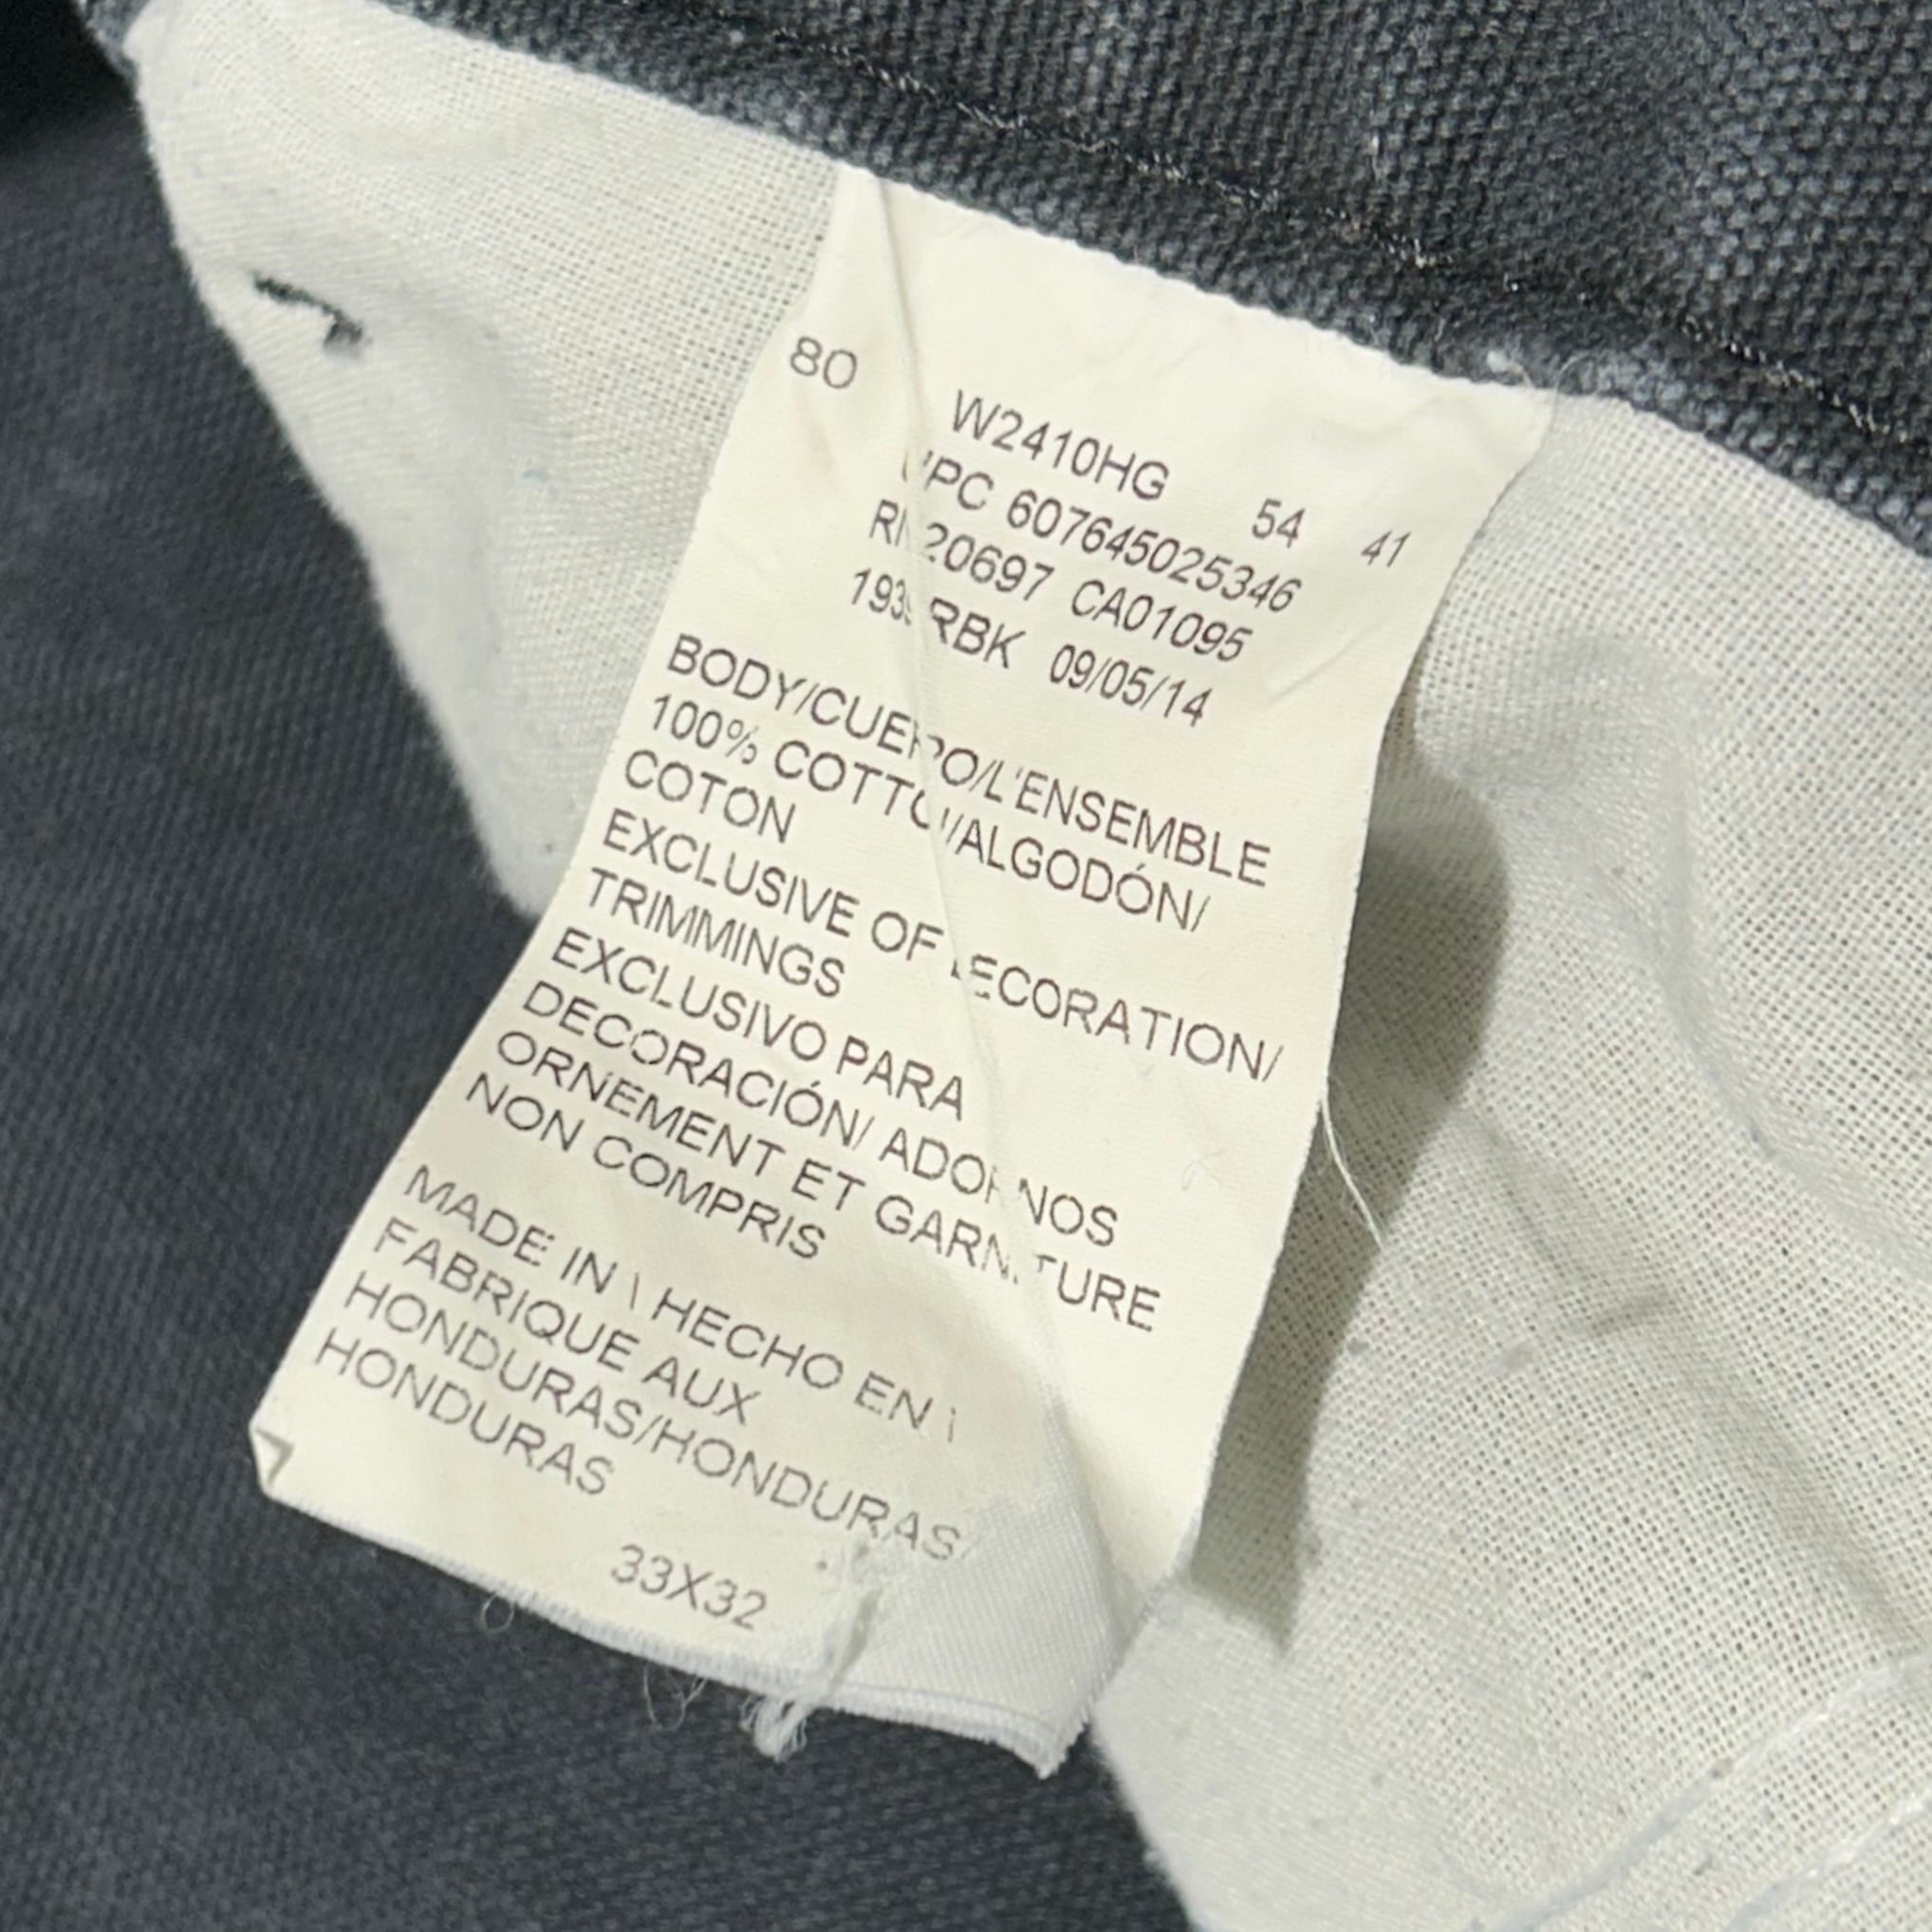 80 W2410HG 54 41
UPC 607645025346
RN 20697 CA01095
RBK 09/05/14
BODY/CUERPO/L'ENSEMBLE
100% COTTON/ALGODÓN/
COTON
EXCLUSIVE OF DECORATION/
TRIMMINGS
EXCLUSIVO PARA
DECORACIÓN/ ADORNOS
ORNEMENT ET GARNITURE
NON COMPRIS
MADE IN \ HECHO EN \
FABRIQUE AUX
HONDURAS/HONDURAS/
HONDURAS
33X32